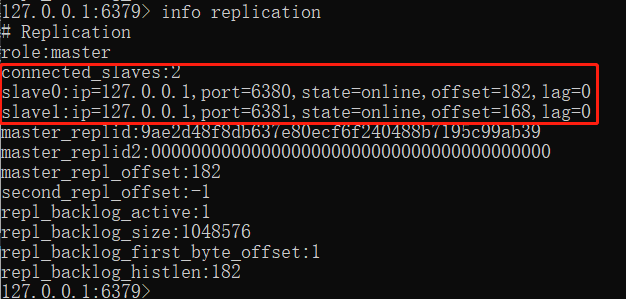 127.0.0.1:6379> info replication
# Replication
role:master
connected_slaves:2
slave0:ip=127.0.0.1,port=6380,state=online,offset=182,lag=0
slave1:ip=127.0.0.1,port=6381,state=online,offset=168,lag=0
master_replid:9ae2d48f8db637e80ecf6f240488b7195c99ab39
master_replid2:0000000000000000000000000000000000000000
master_repl_offset:182
second_repl_offset:-1
repl_backlog_active:1
repl_backlog_size:1048576
repl_backlog_first_byte_offset:1
repl_backlog_histlen:182
127.0.0.1:6379>